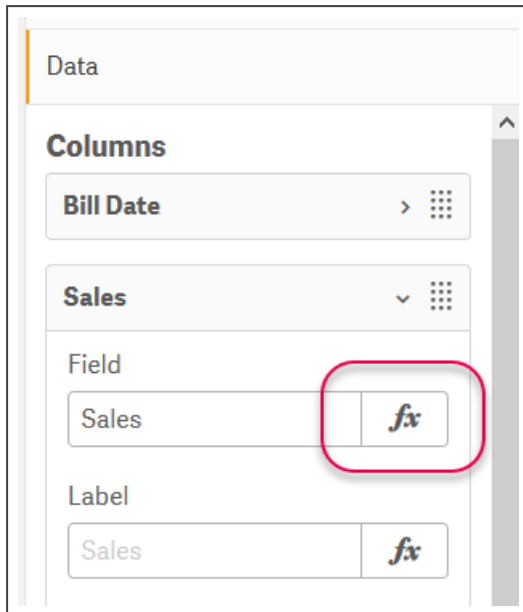 Data
Columns
Bill Date
Sales
Field
Sales fx
Label
Sales fx